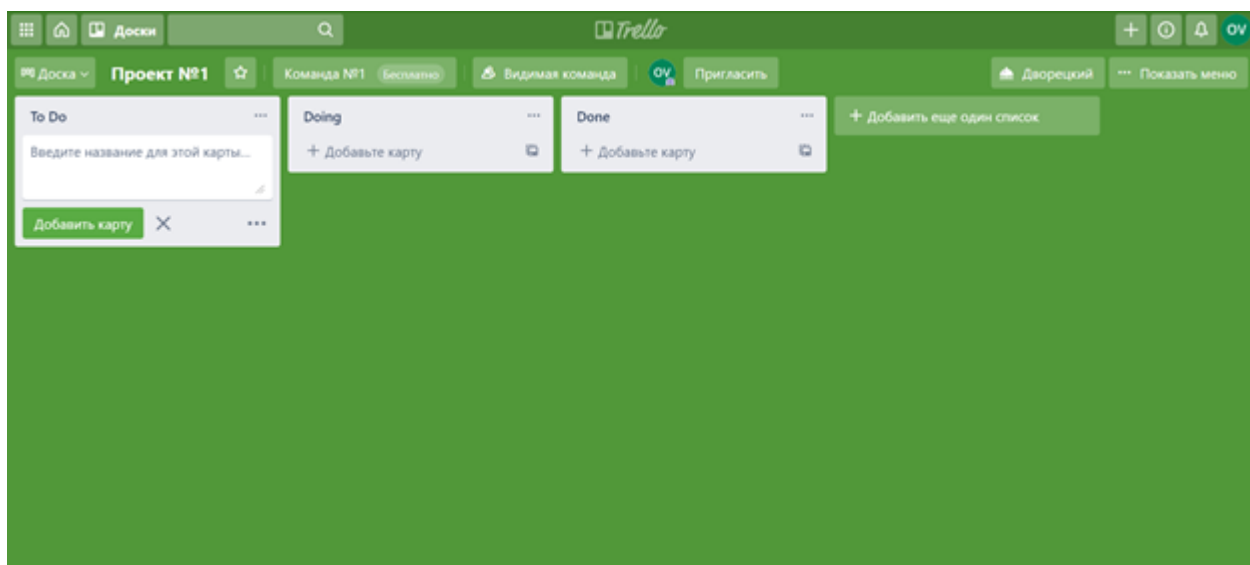 Доски
Trello
OV
Доска
Проект №1
Команда №1 Бесплатно
Видимая команда
OV
Пригласить
Дворецкий
Показать меню
To Do
Введите название для этой карты...
Добавить карту
Doing
+ Добавьте карту
Done
+ Добавьте карту
+ Добавить еще один список